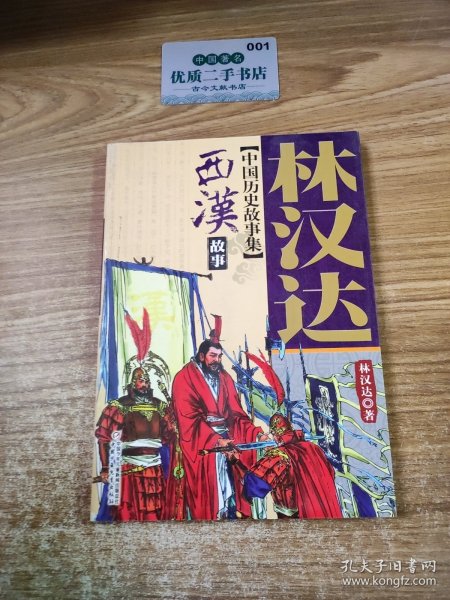 001
中国著名
优质二手书店
古今文献书店
林汉达
【中国历史故事集】
西漢
故事
林汉达◎著
孔夫子旧书网
www.kongfz.com